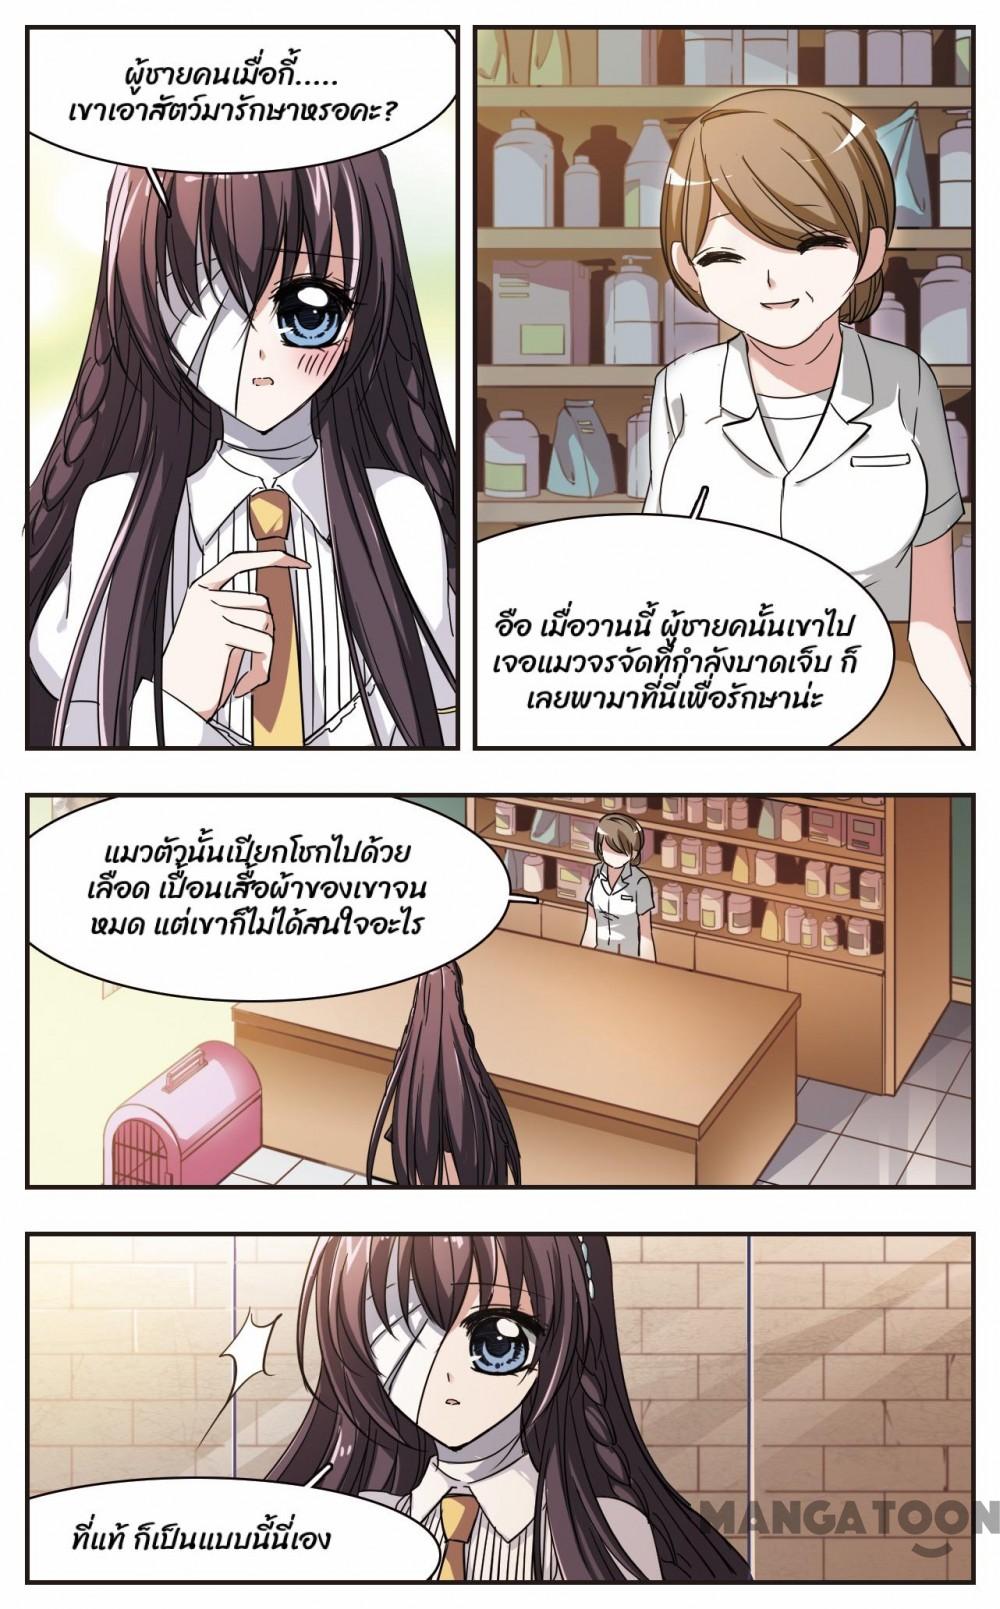 ผู้ชายคนเมื่อกี้.....
เขาเอาสัตว์มารักษาหรอคะ?
อือ เมื่อวานนี้ ผู้ชายคนั้นเขาไป
เจอแมวจรจัดที่กำลังบาดเจ็บ ก็
เลยพามาที่นี่เพื่อรักษาน่ะ
แมวตัวนั้นเปียกโชกไปด้วย
เลือด เปื้อนเสื้อผ้าของเขาจน
หมด แต่เขาก็ไม่ได้สนใจอะไร
ที่แท้ ก็เป็นแบบนี้นี่เอง
MANGATOON